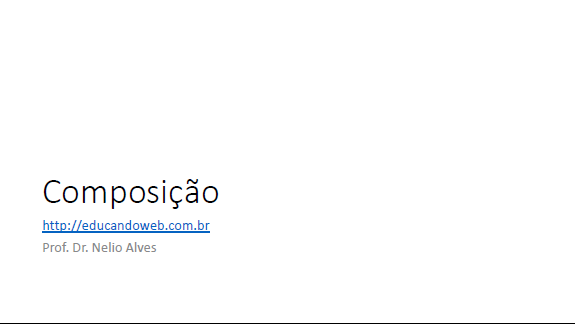 Composição
http://educandoweb.com.br
Prof. Dr. Nelio Alves